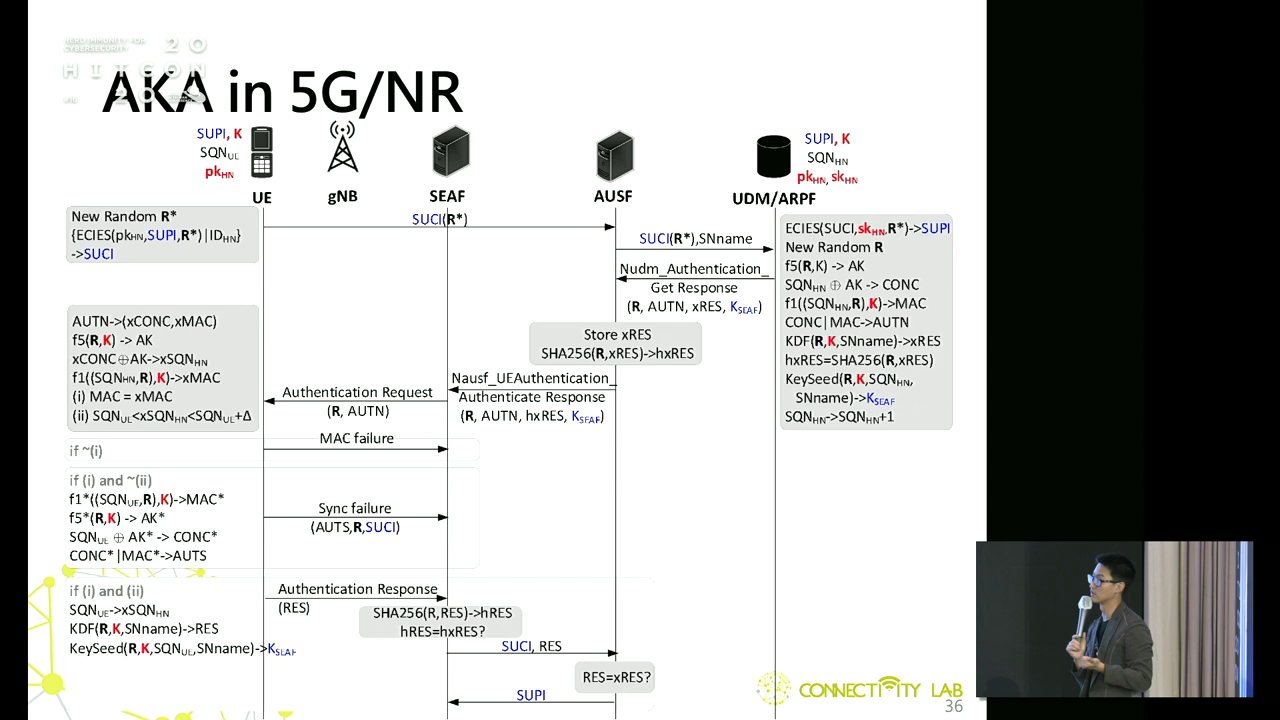 HERD IMMUNITY FOR
CYBERSECURITY
20
HITCON
20
AKA in 5G/NR
SUPI, K
SQN_UE
pk_HN
UE
gNB
SEAF
AUSF
UDM/ARPF
SUPI, K
SQN_HN
pk_HN, sk_HN
New Random R*
{ECIES(pk_HN,SUPI,R*)|ID_HN}
->SUCI
SUCI(R*)
SUCI(R*),SNname
Nudm_Authentication_
Get Response
(R, AUTN, xRES, K_SEAF)
ECIES(SUCI,sk_HN,R*)->SUPI
New Random R
f5(R,K) -> AK
SQN_HN ⊕ AK -> CONC
f1((SQN_HN,R),K)->MAC
CONC|MAC->AUTN
KDF(R,K,SNname)->xRES
hxRES=SHA256(R,xRES)
KeySeed(R,K,SQN_HN,
SNname)->K_SEAF
SQN_HN->SQN_HN+1
Store xRES
SHA256(R,xRES)->hxRES
Nausf_UEAuthentication_
Authenticate Response
(R, AUTN, hxRES, K_SEAF)
AUTN->(xCONC,xMAC)
f5(R,K) -> AK
xCONC⊕AK->xSQN_HN
f1((SQN_HN,R),K)->xMAC
(i) MAC = xMAC
(ii) SQN_UE<xSQN_HN<SQN_UE+Δ
Authentication Request
(R, AUTN)
if ~(i)
MAC failure
if (i) and ~(ii)
f1*((SQN_UE,R),K)->MAC*
f5*(R,K) -> AK*
SQN_UE ⊕ AK* -> CONC*
CONC*|MAC*->AUTS
Sync failure
(AUTS,R,SUCI)
if (i) and (ii)
SQN_UE->xSQN_HN
KDF(R,K,SNname)->RES
KeySeed(R,K,SQN_UE,SNname)->K_SEAF
Authentication Response
(RES)
SHA256(R,RES)->hRES
hRES=hxRES?
SUCI, RES
RES=xRES?
SUPI
CONNECTIVITY LAB
36